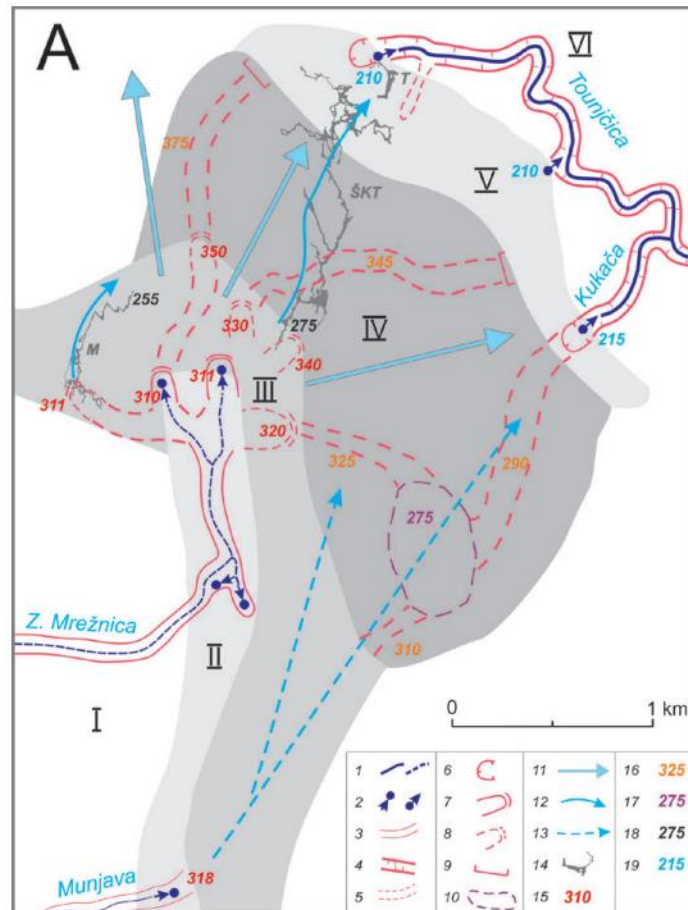 A
VI
210
T
Tounjčica
375
210
V
ŠKT
350
345
Kukača
255
330
275
IV
215
M
340
311
310
311
III
320
325
290
275
Z. Mrežnica
II
310
I
0 1 km
Munjava
318
1 6 11 16 325
2 7 12 17 275
3 8 13 18 275
4 9 14 19 215
5 10 15 310